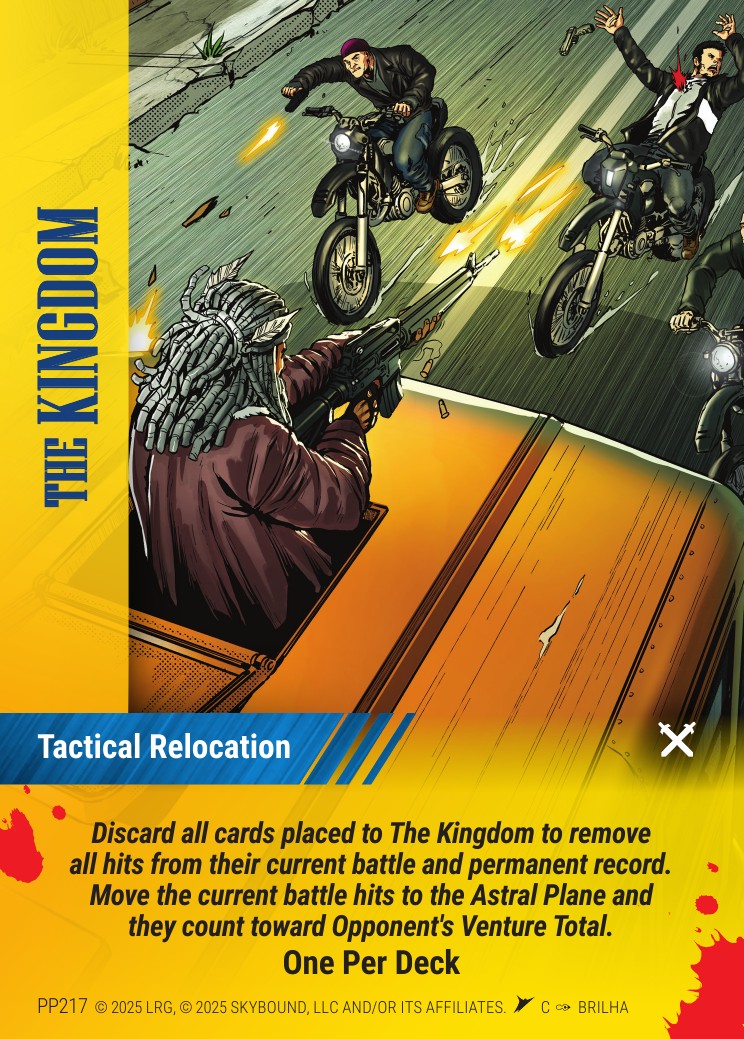 THE KINGDOM
Tactical Relocation
Discard all cards placed to The Kingdom to remove
all hits from their current battle and permanent record.
Move the current battle hits to the Astral Plane and
they count toward Opponent's Venture Total.
One Per Deck
PP217 © 2025 LRG, © 2025 SKYBOUND, LLC AND/OR ITS AFFILIATES. C BRILHA